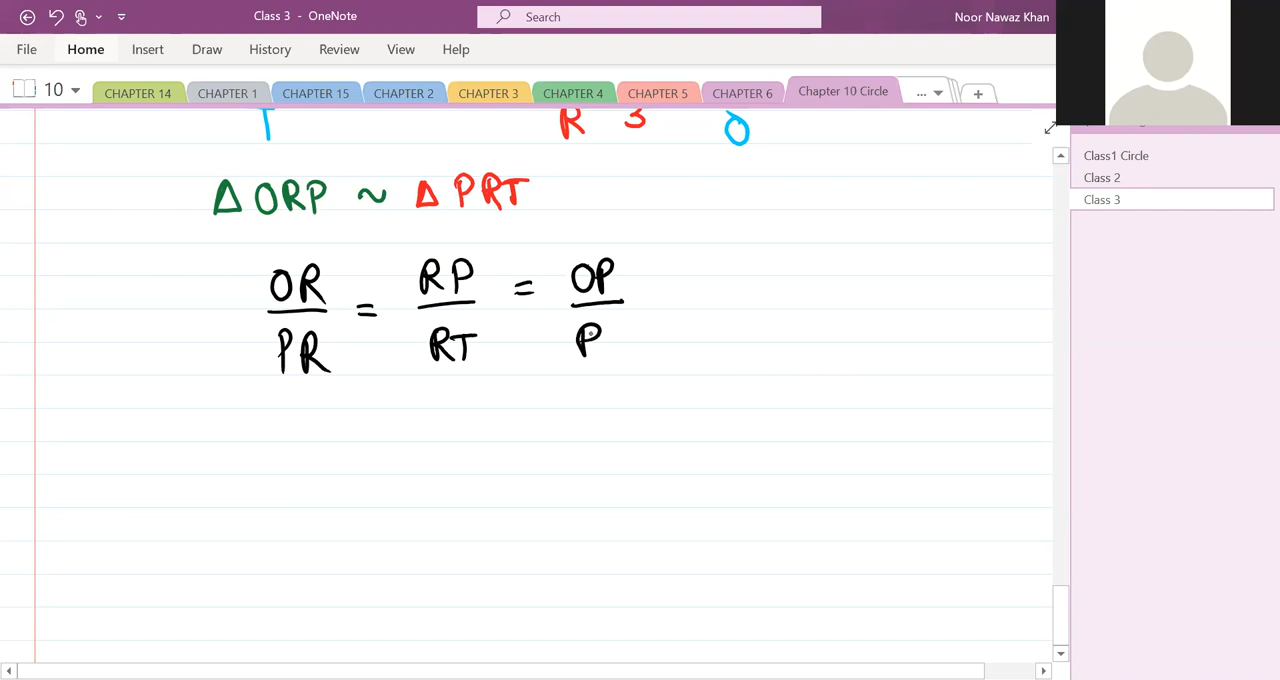 Class 3 - OneNote
Search
Noor Nawaz Khan
File Home Insert Draw History Review View Help
10 CHAPTER 14 CHAPTER 1 CHAPTER 15 CHAPTER 2 CHAPTER 3 CHAPTER 4 CHAPTER 5 CHAPTER 6 Chapter 10 Circle ... +
T R 3 O
Δ ORP ~ Δ PRT
OR/PR = RP/RT = OP/P
Class1 Circle
Class 2
Class 3